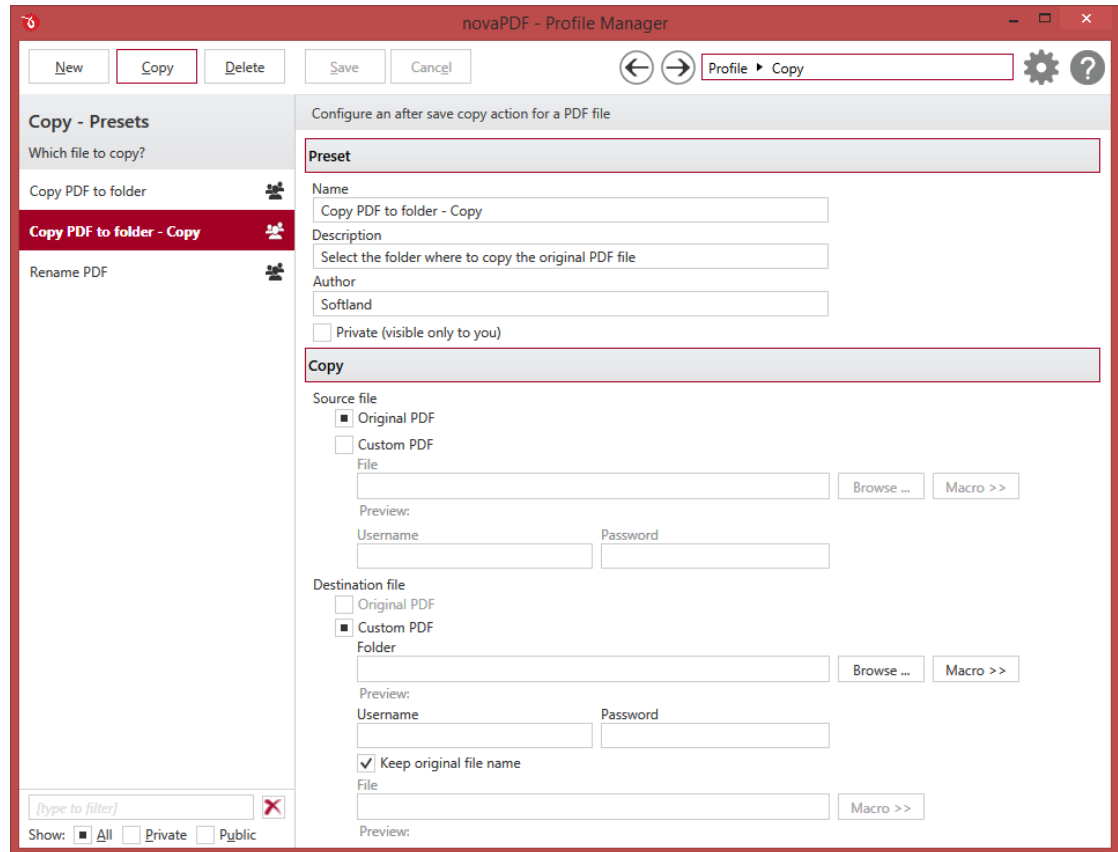 novaPDF - Profile Manager
New Copy Delete Save Cancel Profile ▸ Copy ?
Copy - Presets
Which file to copy?
Copy PDF to folder
Copy PDF to folder - Copy
Rename PDF
[type to filter]
Show: All Private Public
Configure an after save copy action for a PDF file
Preset
Name
Copy PDF to folder - Copy
Description
Select the folder where to copy the original PDF file
Author
Softland
Private (visible only to you)
Copy
Source file
Original PDF
Custom PDF
File
Browse ... Macro >>
Preview:
Username Password
Destination file
Original PDF
Custom PDF
Folder
Browse ... Macro >>
Preview:
Username Password
Keep original file name
File
Macro >>
Preview: